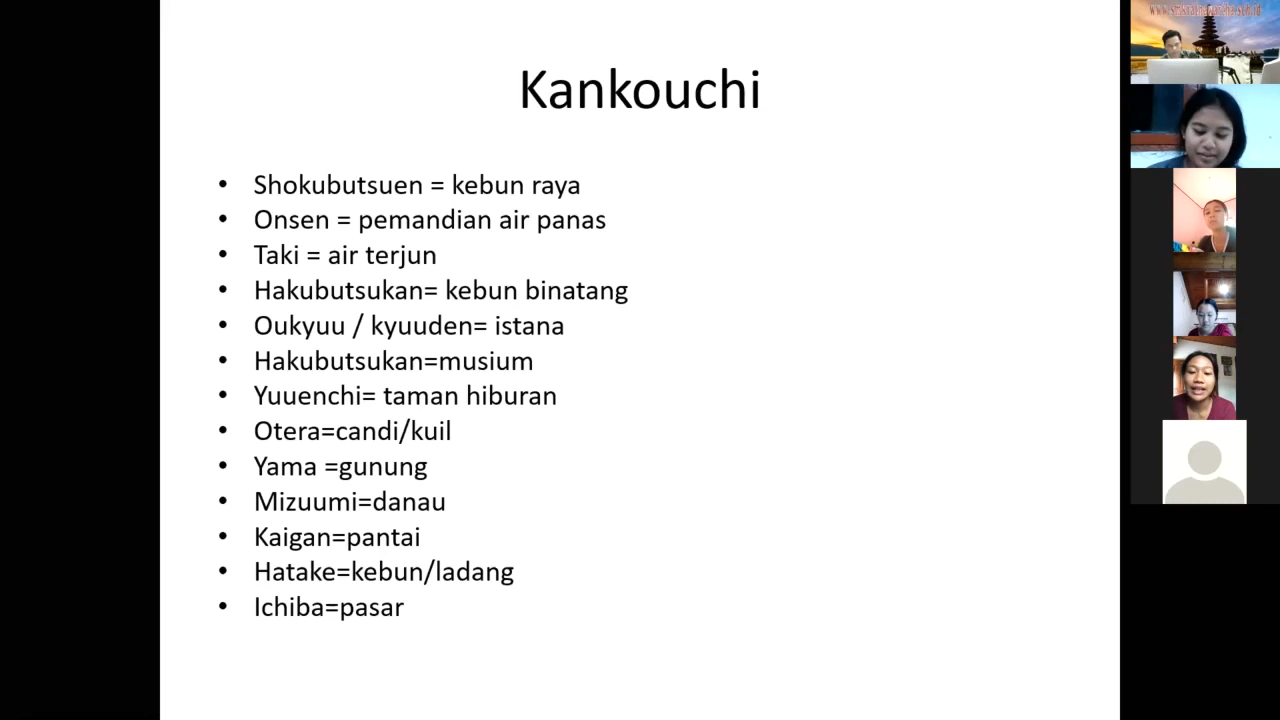 Kankouchi
• Shokubutsuen = kebun raya
• Onsen = pemandian air panas
• Taki = air terjun
• Hakubutsukan= kebun binatang
• Oukyuu / kyuuden= istana
• Hakubutsukan=musium
• Yuuenchi= taman hiburan
• Otera=candi/kuil
• Yama =gunung
• Mizuumi=danau
• Kaigan=pantai
• Hatake=kebun/ladang
• Ichiba=pasar